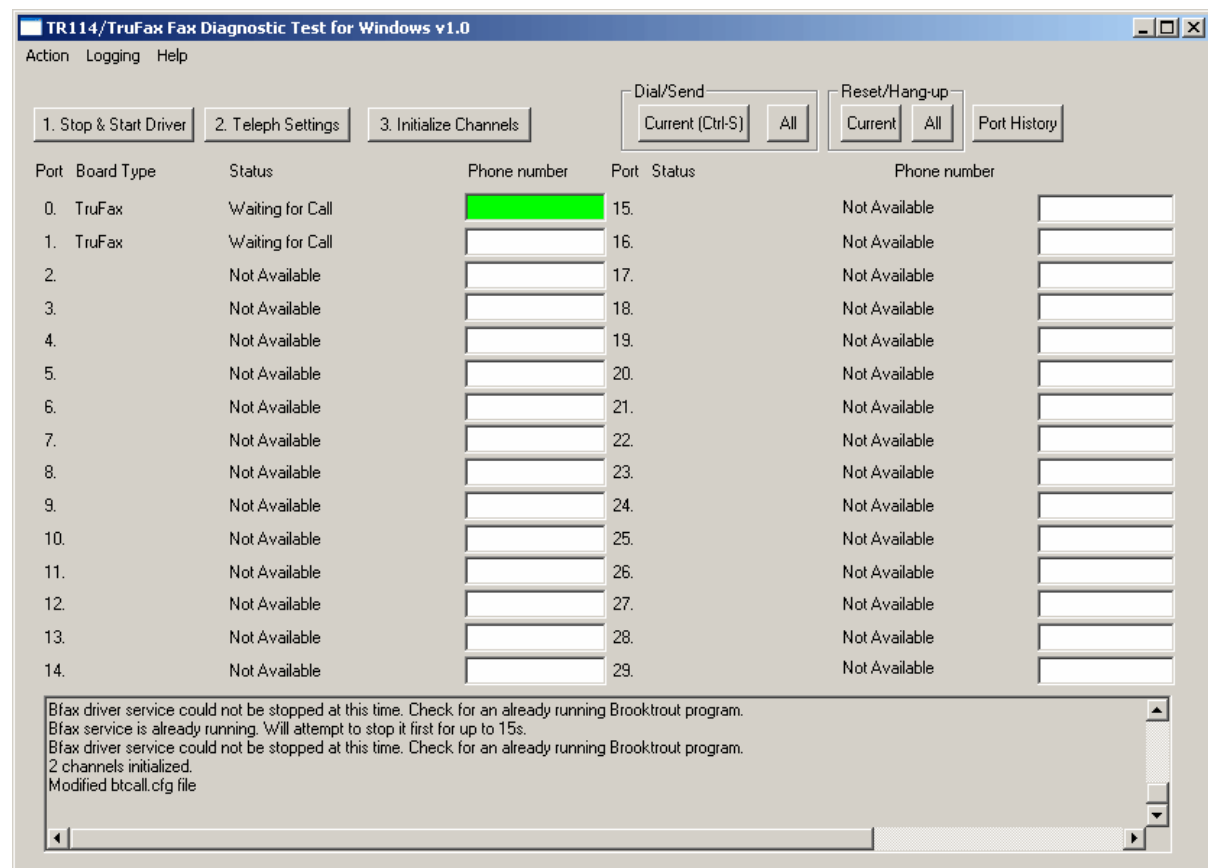 TR114/TruFax Fax Diagnostic Test for Windows v1.0
Action Logging Help
Dial/Send Reset/Hang-up
1. Stop & Start Driver 2. Teleph Settings 3. Initialize Channels Current (Ctrl-S) All Current All Port History
Port Board Type Status Phone number Port Status Phone number
0. TruFax Waiting for Call 15. Not Available
1. TruFax Waiting for Call 16. Not Available
2. Not Available 17. Not Available
3. Not Available 18. Not Available
4. Not Available 19. Not Available
5. Not Available 20. Not Available
6. Not Available 21. Not Available
7. Not Available 22. Not Available
8. Not Available 23. Not Available
9. Not Available 24. Not Available
10. Not Available 25. Not Available
11. Not Available 26. Not Available
12. Not Available 27. Not Available
13. Not Available 28. Not Available
14. Not Available 29. Not Available
Bfax driver service could not be stopped at this time. Check for an already running Brooktrout program.
Bfax service is already running. Will attempt to stop it first for up to 15s.
Bfax driver service could not be stopped at this time. Check for an already running Brooktrout program.
2 channels initialized.
Modified btcall.cfg file